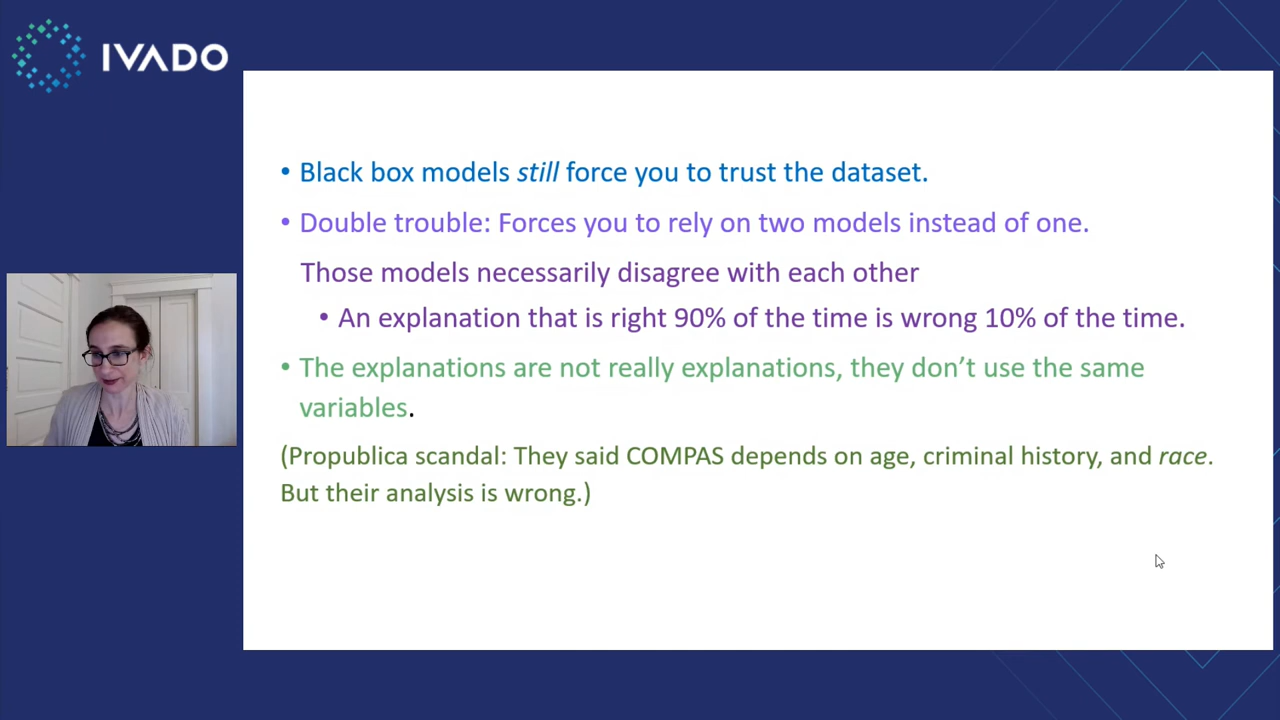 IVADO
• Black box models still force you to trust the dataset.
• Double trouble: Forces you to rely on two models instead of one.
Those models necessarily disagree with each other
• An explanation that is right 90% of the time is wrong 10% of the time.
• The explanations are not really explanations, they don’t use the same
variables.
(Propublica scandal: They said COMPAS depends on age, criminal history, and race.
But their analysis is wrong.)